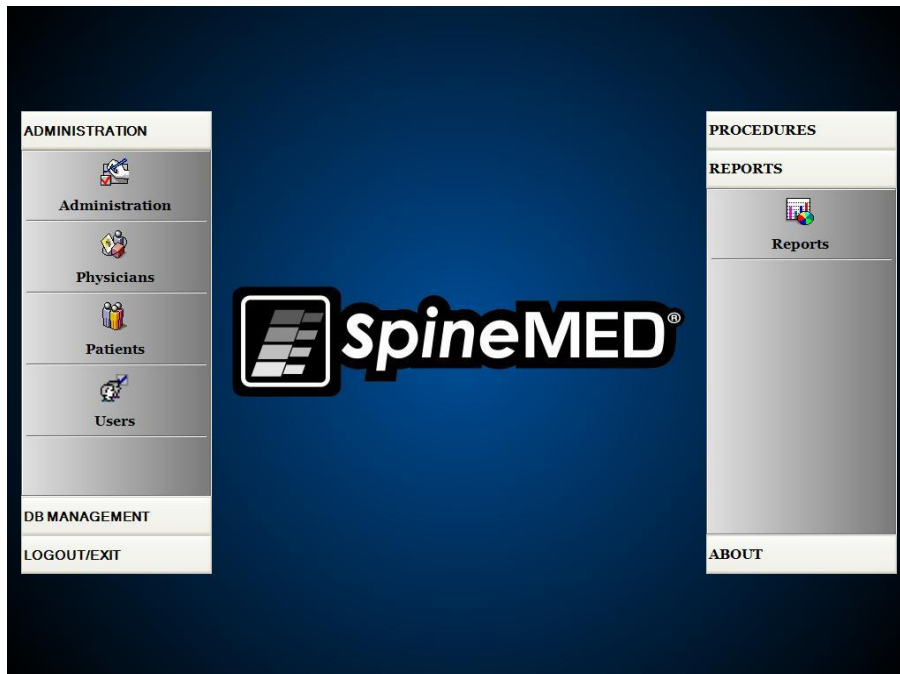 ADMINISTRATION
Administration
Physicians
Patients
Users
DB MANAGEMENT
LOGOUT/EXIT
SpineMED®
PROCEDURES
REPORTS
Reports
ABOUT